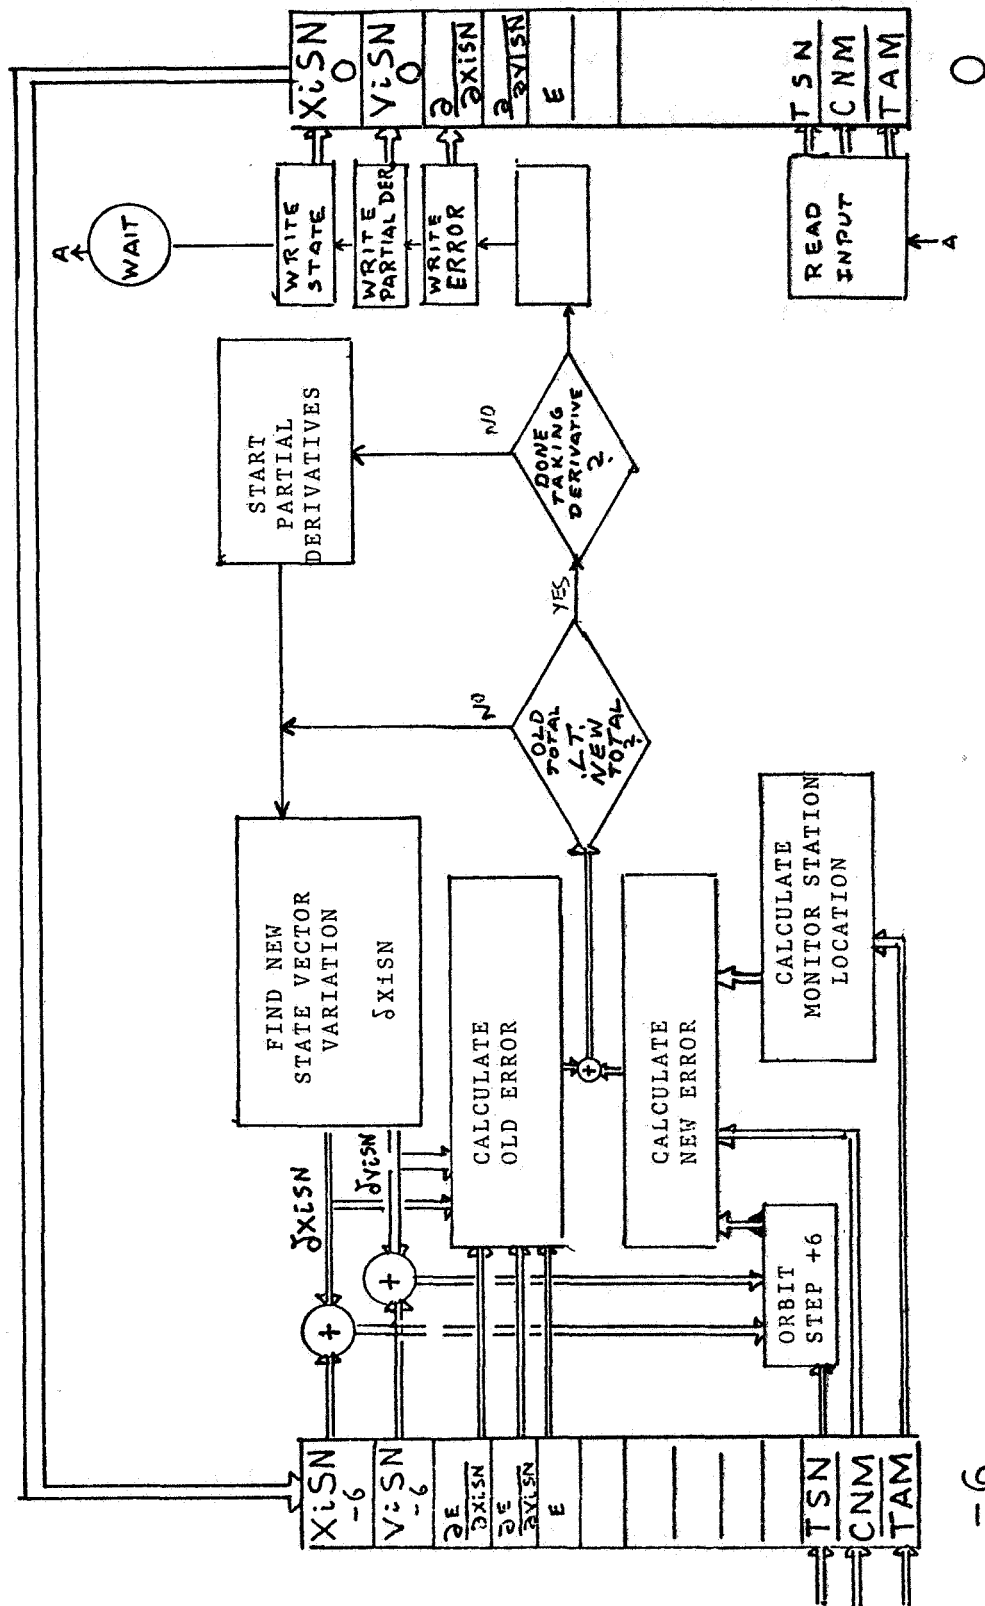 XiSN
-6
ViSN
-6
∂E
∂XiSN
∂E
∂ViSN
E
TSN
CNM
TAM
-6
δXiSN
δViSN
+
+
FIND NEW
STATE VECTOR
VARIATION
δXiSN
CALCULATE
OLD ERROR
+
CALCULATE
NEW ERROR
ORBIT
STEP +6
CALCULATE
MONITOR STATION
LOCATION
OLD
TOTAL
.LT.
NEW
TOTAL
?
NO
YES
START
PARTIAL
DERIVATIVES
DONE
TAKING
DERIVATIVE
?
NO
A
WAIT
WRITE
STATE
WRITE
PARTIAL DER
WRITE
ERROR
READ
INPUT
A
XiSN
O
ViSN
O
∂
∂XiSN
∂
∂ViSN
E
TSN
CNM
TAM
O